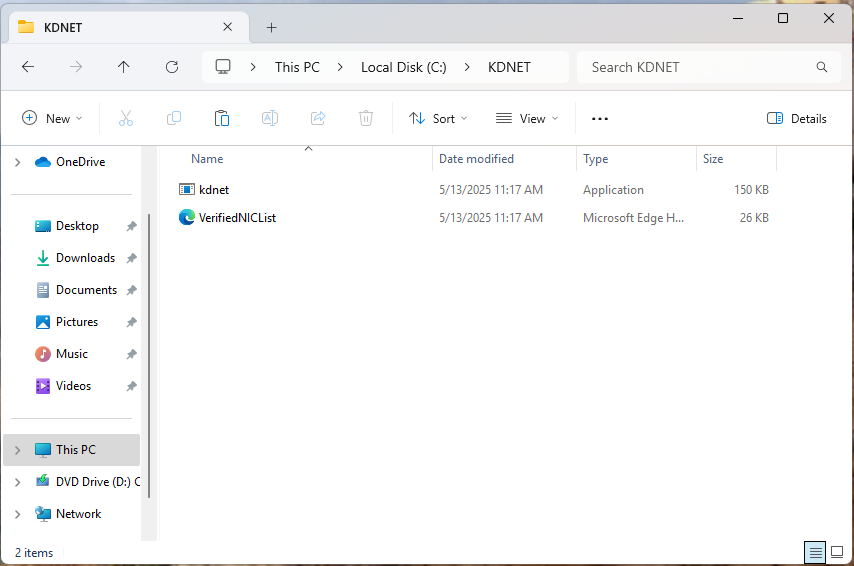 KDNET
This PC > Local Disk (C:) > KDNET
Search KDNET
New
Sort
View
Details
OneDrive
Desktop
Downloads
Documents
Pictures
Music
Videos
This PC
DVD Drive (D:) C
Network
Name Date modified Type Size
kdnet 5/13/2025 11:17 AM Application 150 KB
VerifiedNICList 5/13/2025 11:17 AM Microsoft Edge H... 26 KB
2 items